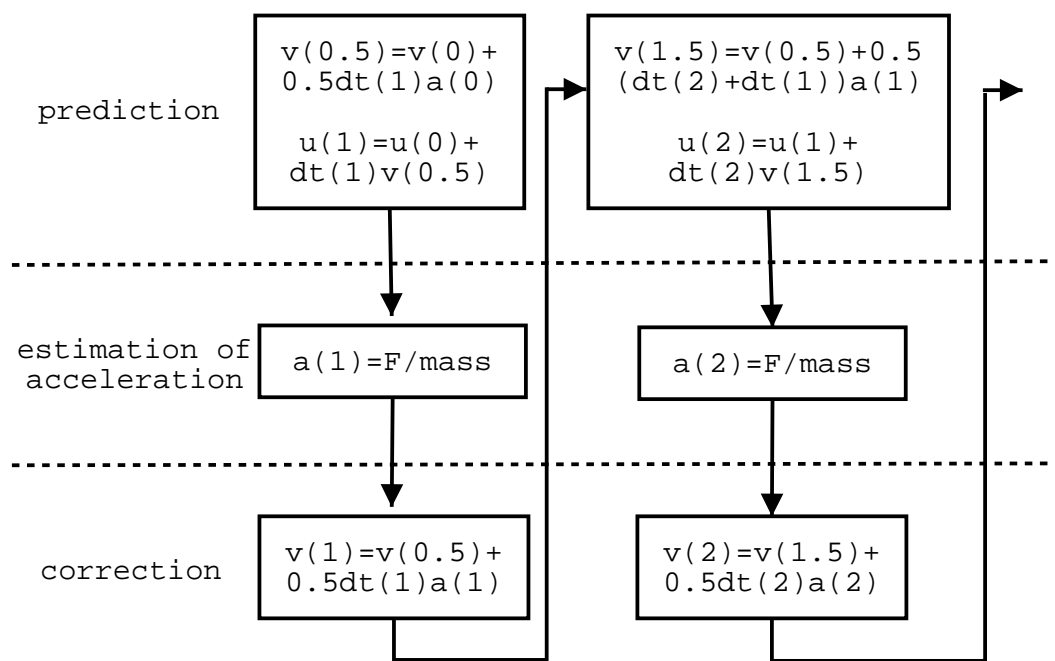 prediction
v(0.5)=v(0)+
0.5dt(1)a(0)
u(1)=u(0)+
dt(1)v(0.5)
v(1.5)=v(0.5)+0.5
(dt(2)+dt(1))a(1)
u(2)=u(1)+
dt(2)v(1.5)
estimation of
acceleration
a(1)=F/mass
a(2)=F/mass
correction
v(1)=v(0.5)+
0.5dt(1)a(1)
v(2)=v(1.5)+
0.5dt(2)a(2)